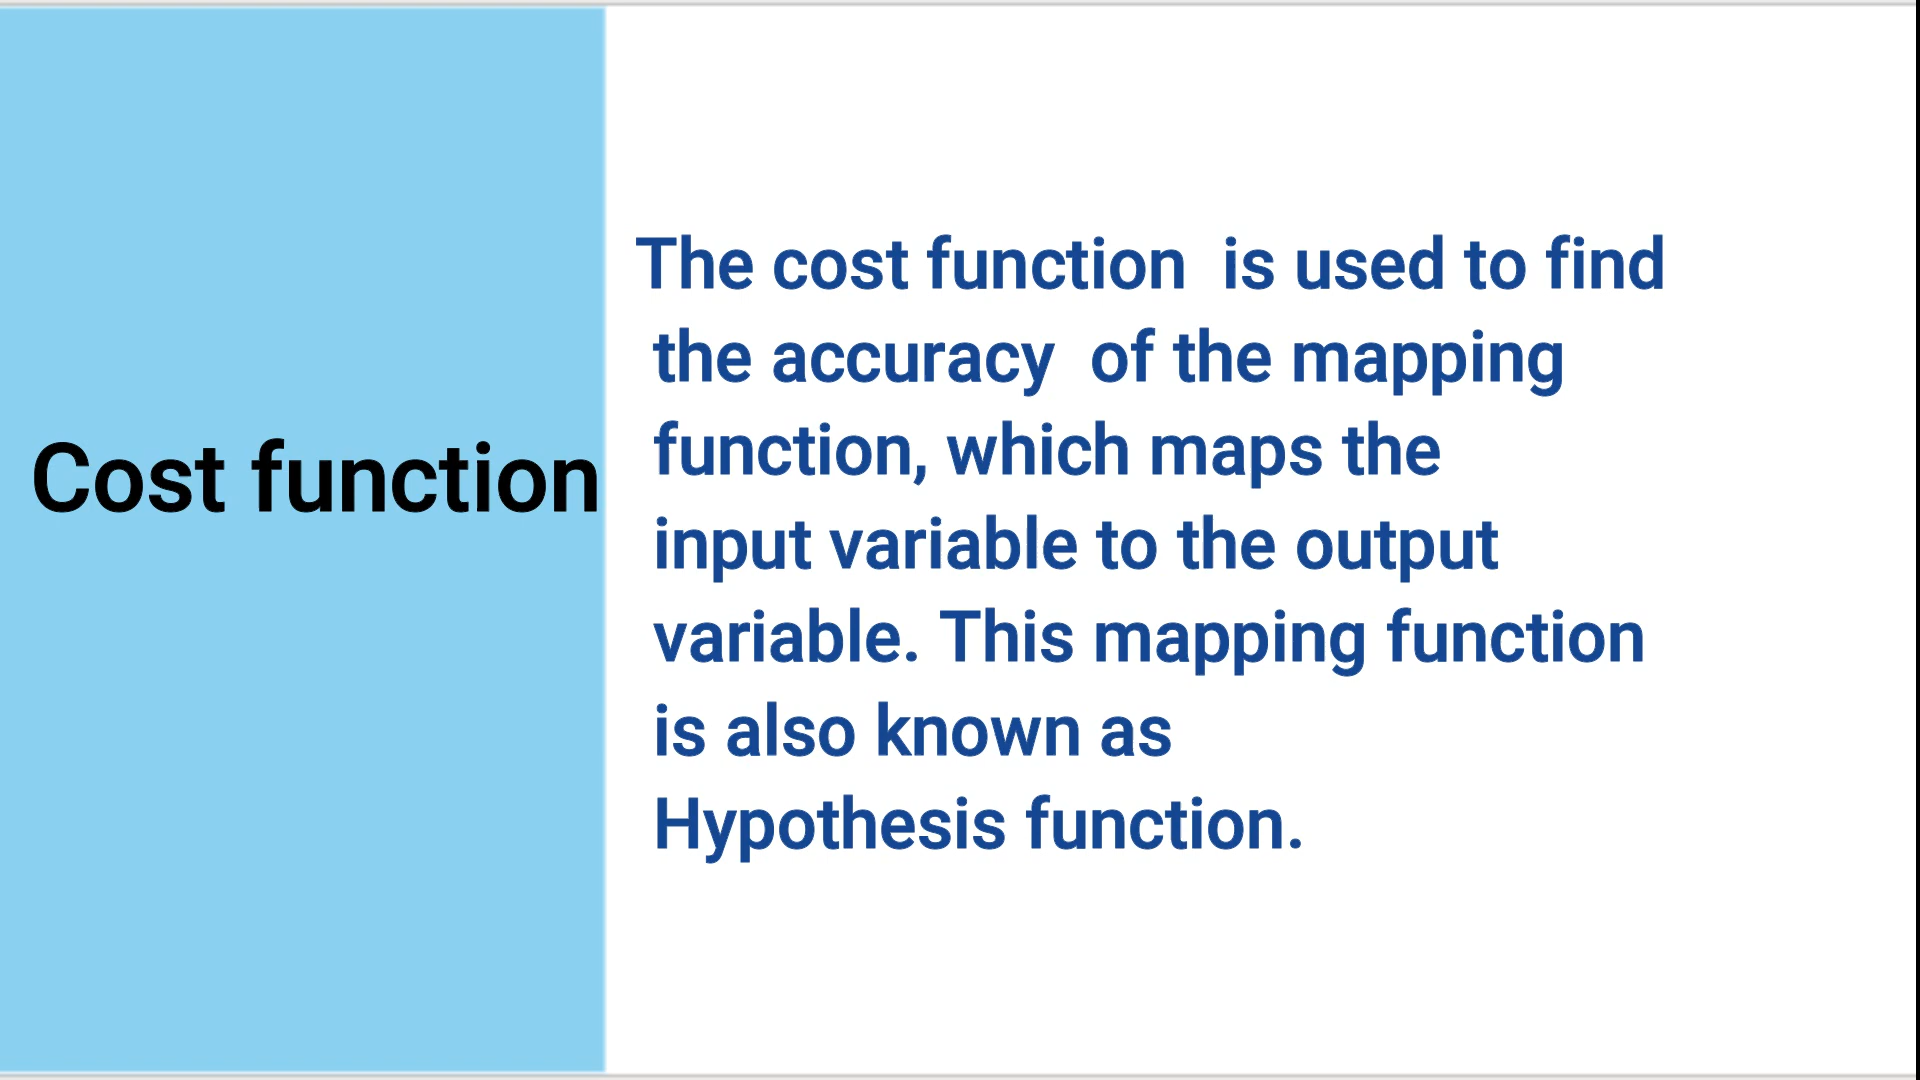 Cost function
The cost function is used to find
the accuracy of the mapping
function, which maps the
input variable to the output
variable. This mapping function
is also known as
Hypothesis function.